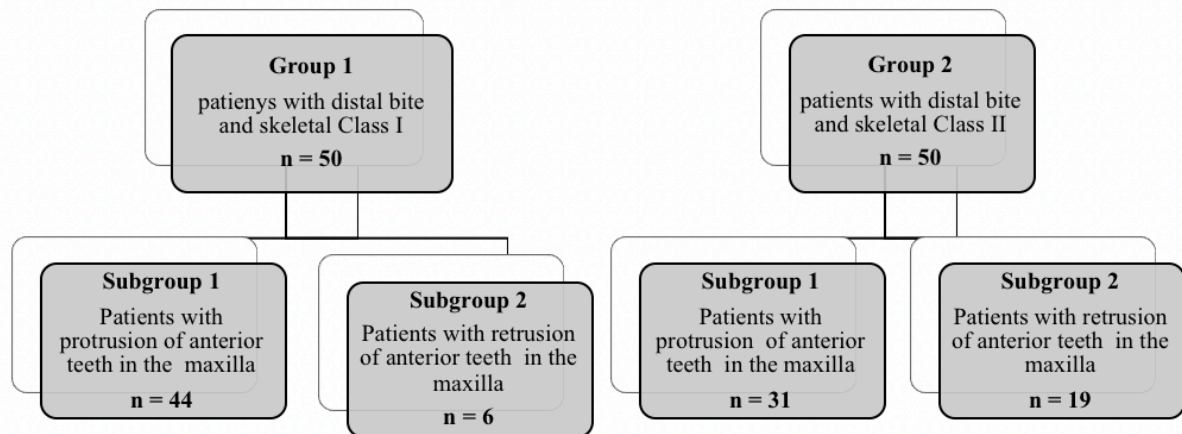 Group 1
patienys with distal bite
and skeletal Class I
n = 50
Group 2
patients with distal bite
and skeletal Class II
n = 50
Subgroup 1
Patients with
protrusion of anterior
teeth in the maxilla
n = 44
Subgroup 2
Patients with retrusion
of anterior teeth in the
maxilla
n = 6
Subgroup 1
Patients with
protrusion of anterior
teeth in the maxilla
n = 31
Subgroup 2
Patients with retrusion
of anterior teeth in the
maxilla
n = 19